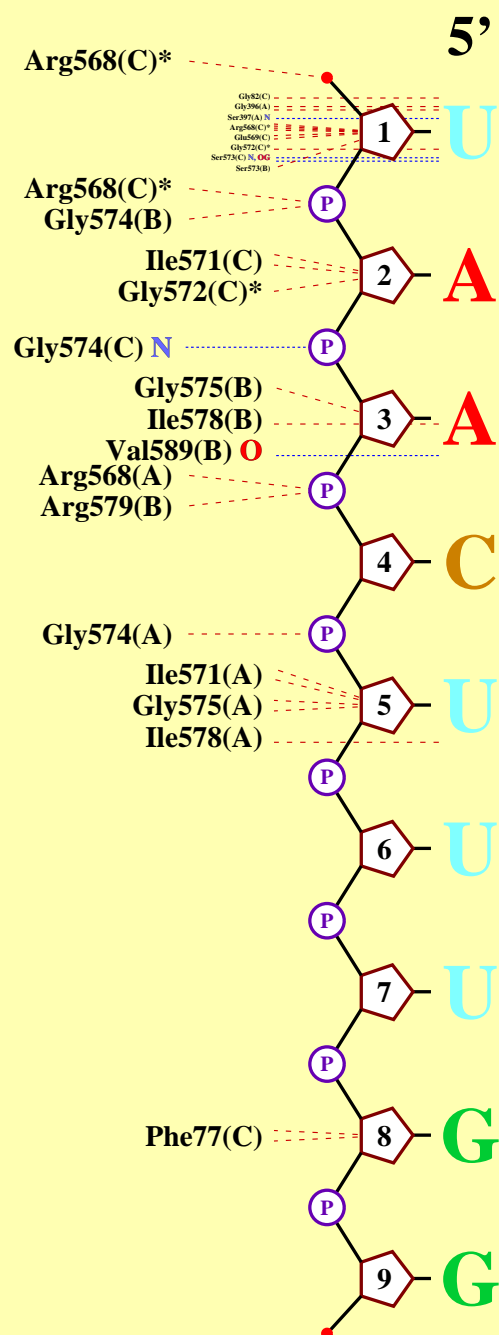 5’
Arg568(C)*
Gly82(C)
Gly396(A)
Ser397(A) N
Arg568(C)*
Glu569(C)
Gly572(C)*
Ser573(C) N, OG
Ser573(B)
1 U
Arg568(C)*
Gly574(B)
P
Ile571(C)
Gly572(C)*
2 A
Gly574(C) N
P
Gly575(B)
Ile578(B)
Val589(B) O
3 A
Arg568(A)
Arg579(B)
P
4 C
Gly574(A)
P
Ile571(A)
Gly575(A)
Ile578(A)
5 U
P
6 U
P
7 U
P
Phe77(C)
8 G
P
9 G